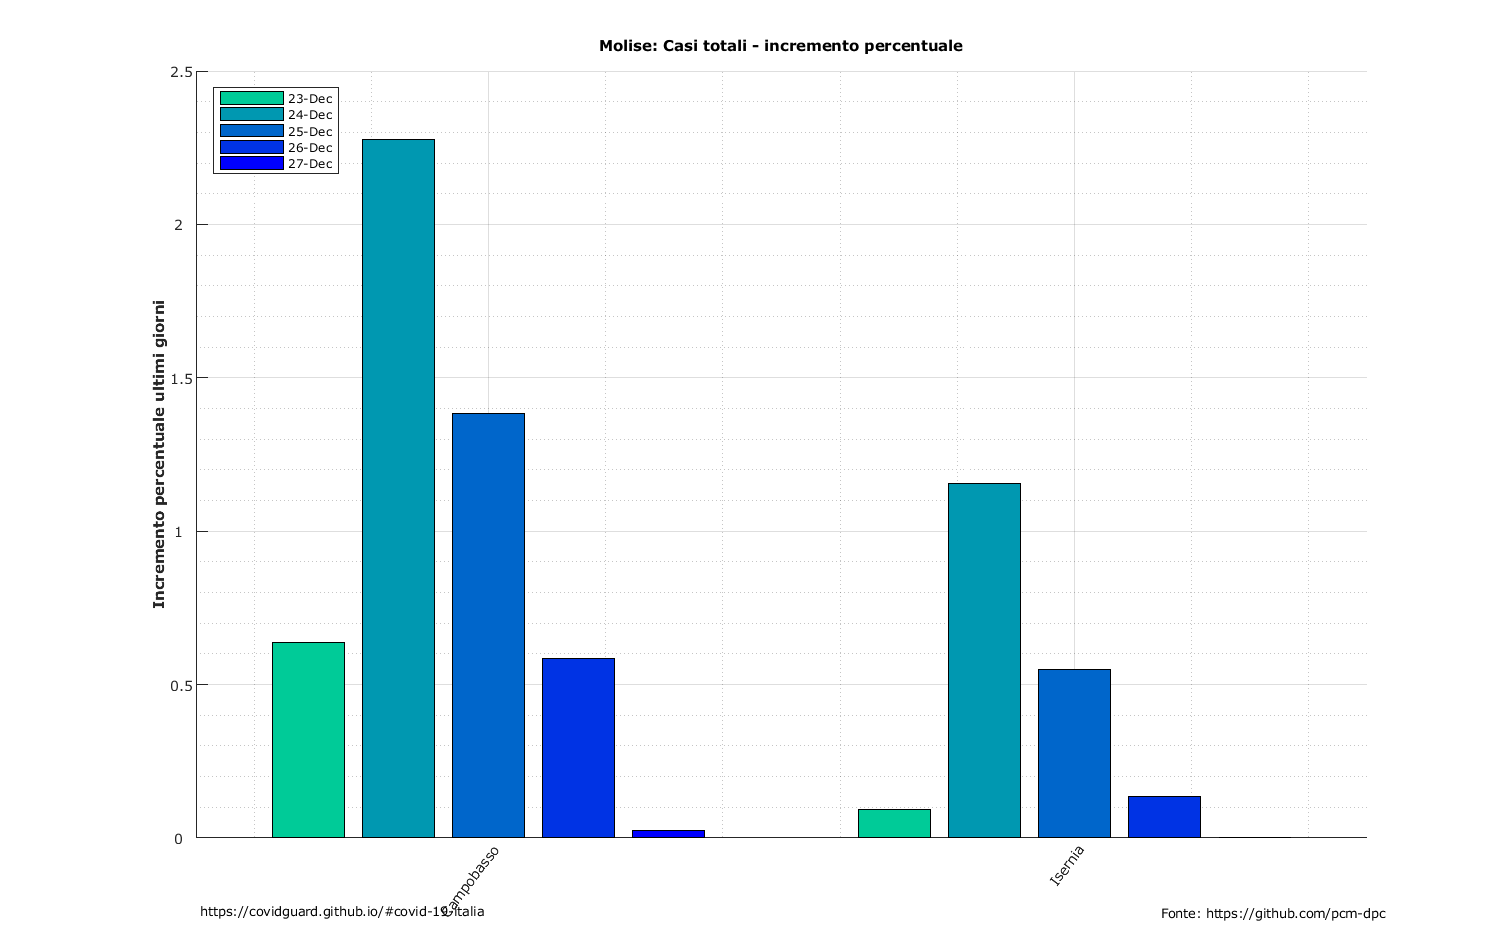 Molise: Casi totali - incremento percentuale
2.5
2
1.5
1
0.5
0
Incremento percentuale ultimi giorni
23-Dec
24-Dec
25-Dec
26-Dec
27-Dec
Campobasso
Isernia
https://covidguard.github.io/#covid-19-italia
Fonte: https://github.com/pcm-dpc